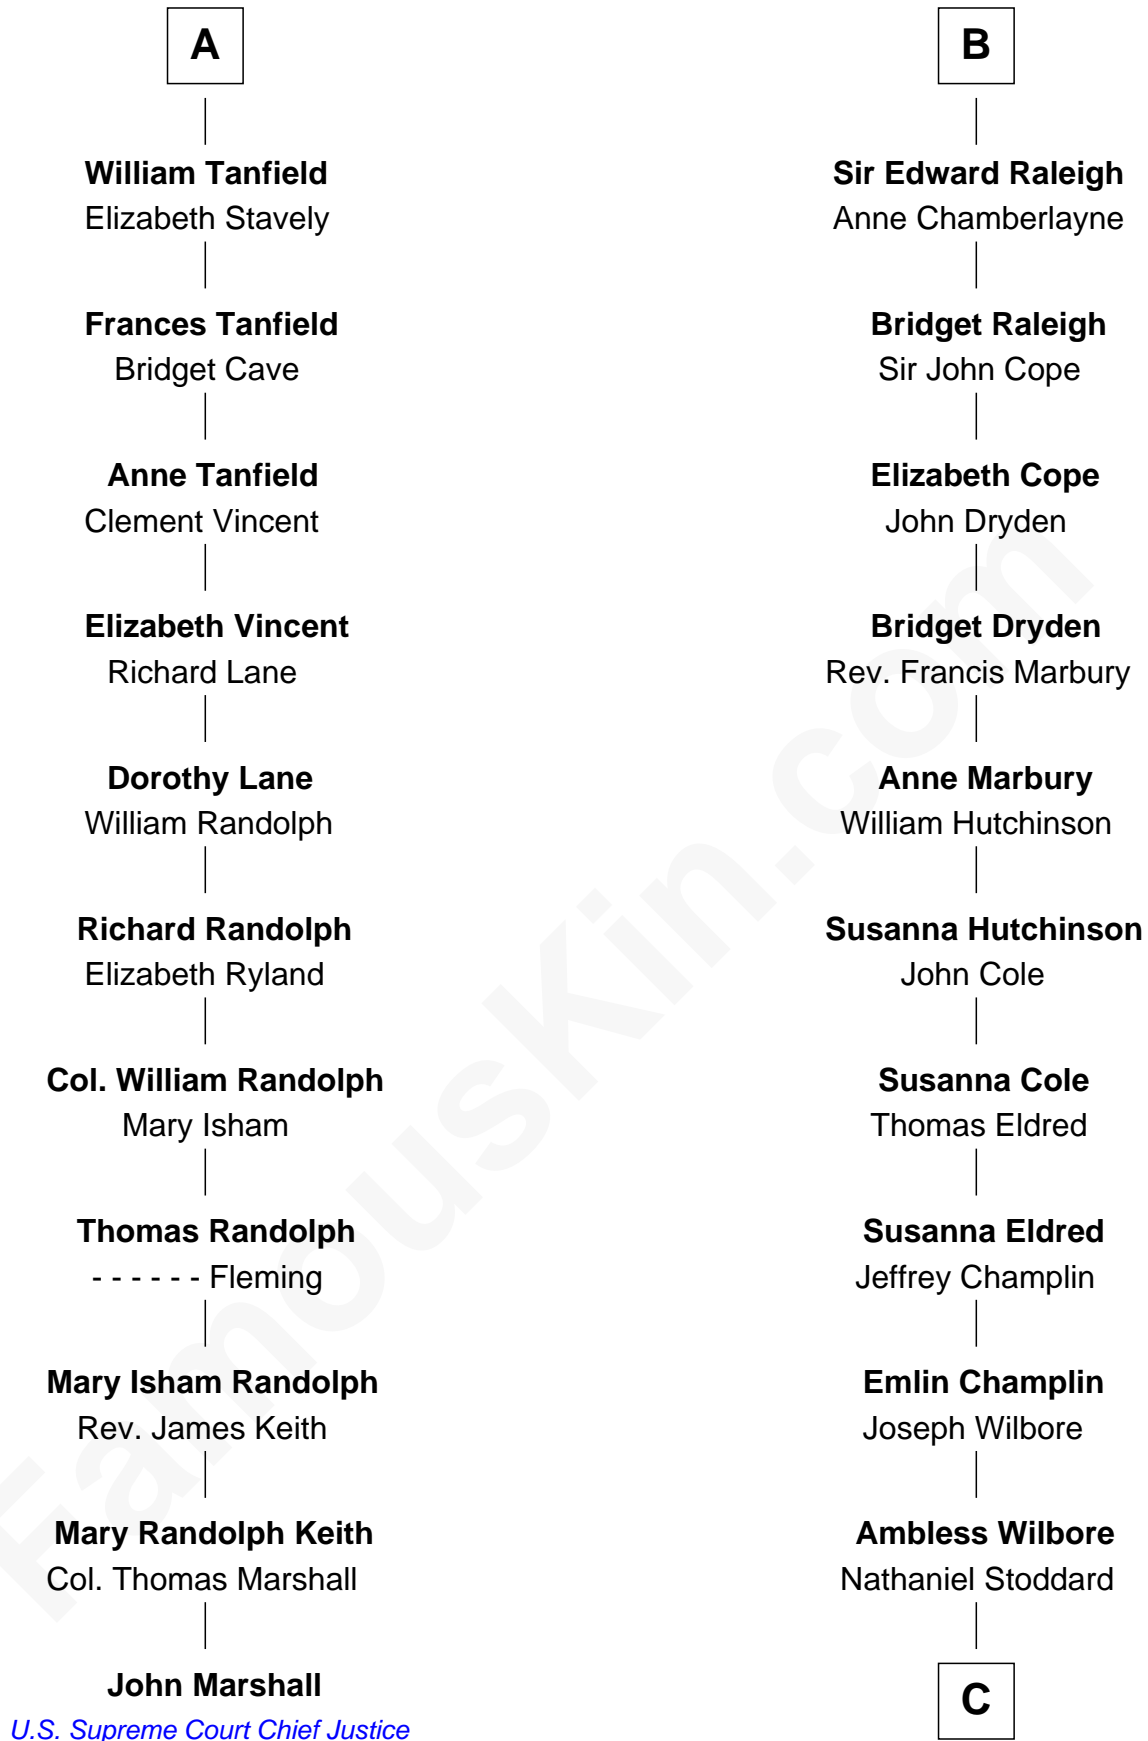 A
William Tanfield
Elizabeth Stavely
Frances Tanfield
Bridget Cave
Anne Tanfield
Clement Vincent
Elizabeth Vincent
Richard Lane
Dorothy Lane
William Randolph
Richard Randolph
Elizabeth Ryland
Col. William Randolph
Mary Isham
Thomas Randolph
- - - - - - Fleming
Mary Isham Randolph
Rev. James Keith
Mary Randolph Keith
Col. Thomas Marshall
John Marshall
U.S. Supreme Court Chief Justice
B
Sir Edward Raleigh
Anne Chamberlayne
Bridget Raleigh
Sir John Cope
Elizabeth Cope
John Dryden
Bridget Dryden
Rev. Francis Marbury
Anne Marbury
William Hutchinson
Susanna Hutchinson
John Cole
Susanna Cole
Thomas Eldred
Susanna Eldred
Jeffrey Champlin
Emlin Champlin
Joseph Wilbore
Ambless Wilbore
Nathaniel Stoddard
C
FamousKin.com